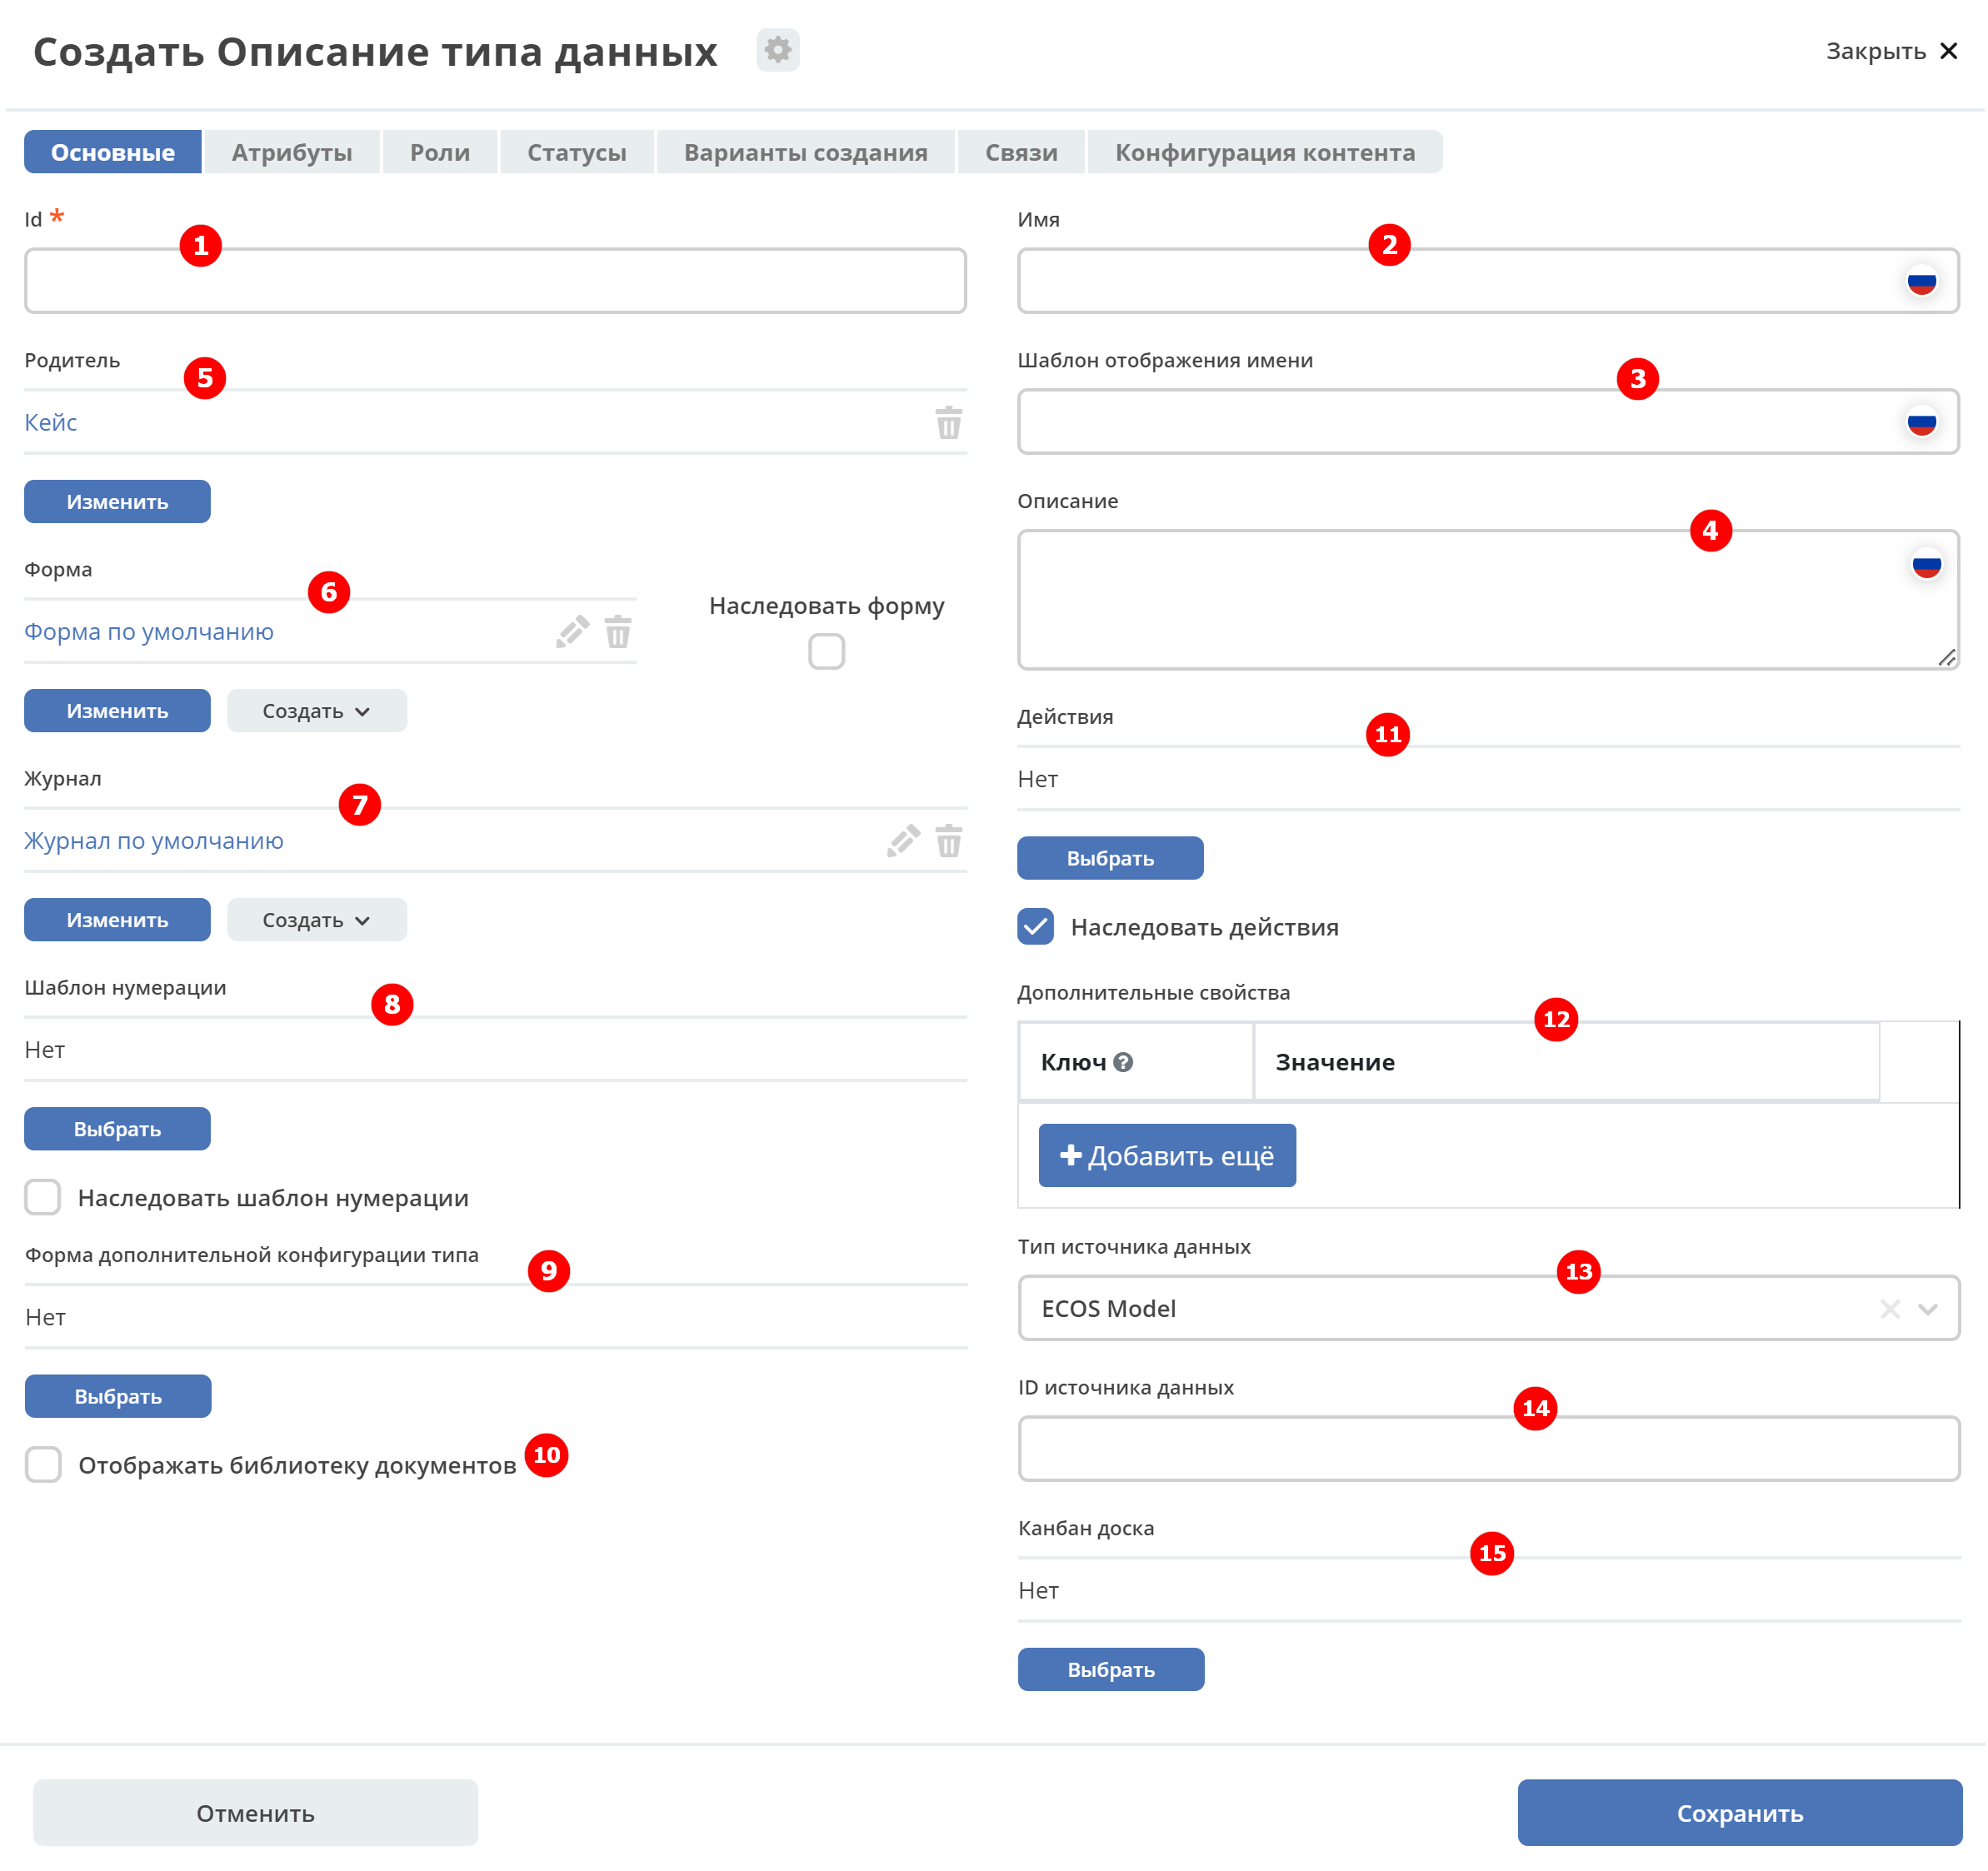 Создать Описание типа данных
Закрыть
Основные Атрибуты Роли Статусы Варианты создания Связи Конфигурация контента
Id *
1
Родитель
5
Кейс
Изменить
Форма
6
Форма по умолчанию
Наследовать форму
Изменить Создать
Журнал
7
Журнал по умолчанию
Изменить Создать
Шаблон нумерации
8
Нет
Выбрать
Наследовать шаблон нумерации
Форма дополнительной конфигурации типа
9
Нет
Выбрать
Отображать библиотеку документов
10
Имя
2
Шаблон отображения имени
3
Описание
4
Действия
11
Нет
Выбрать
Наследовать действия
Дополнительные свойства
12
Ключ ? Значение
Добавить ещё
Тип источника данных
13
ECOS Model
ID источника данных
14
Канбан доска
15
Нет
Выбрать
Отменить Сохранить